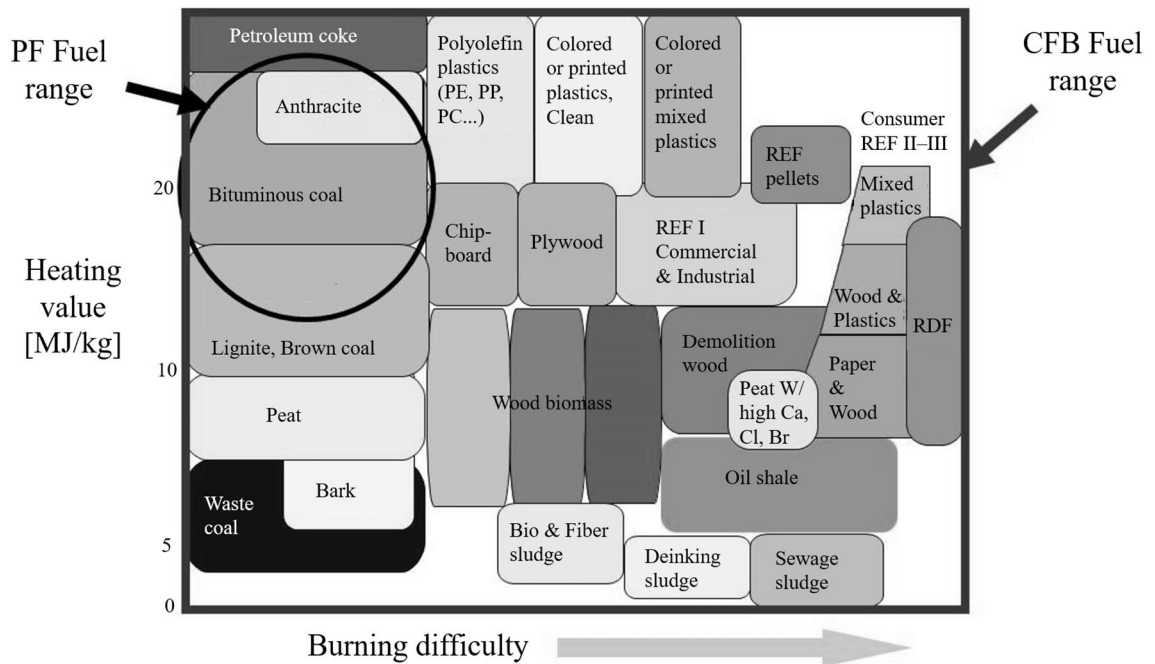 PF Fuel
range
CFB Fuel
range
Heating
value
[MJ/kg]
20
10
5
0
Petroleum coke
Anthracite
Bituminous coal
Lignite, Brown coal
Peat
Waste
coal
Bark
Polyolefin
plastics
(PE, PP,
PC...)
Colored
or printed
plastics,
Clean
Colored
or
printed
mixed
plastics
REF
pellets
Consumer
REF II–III
Mixed
plastics
Chip-
board
Plywood
REF I
Commercial
& Industrial
Wood &
Plastics
RDF
Wood biomass
Demolition
wood
Peat W/
high Ca,
Cl, Br
Paper
&
Wood
Oil shale
Bio & Fiber
sludge
Deinking
sludge
Sewage
sludge
Burning difficulty